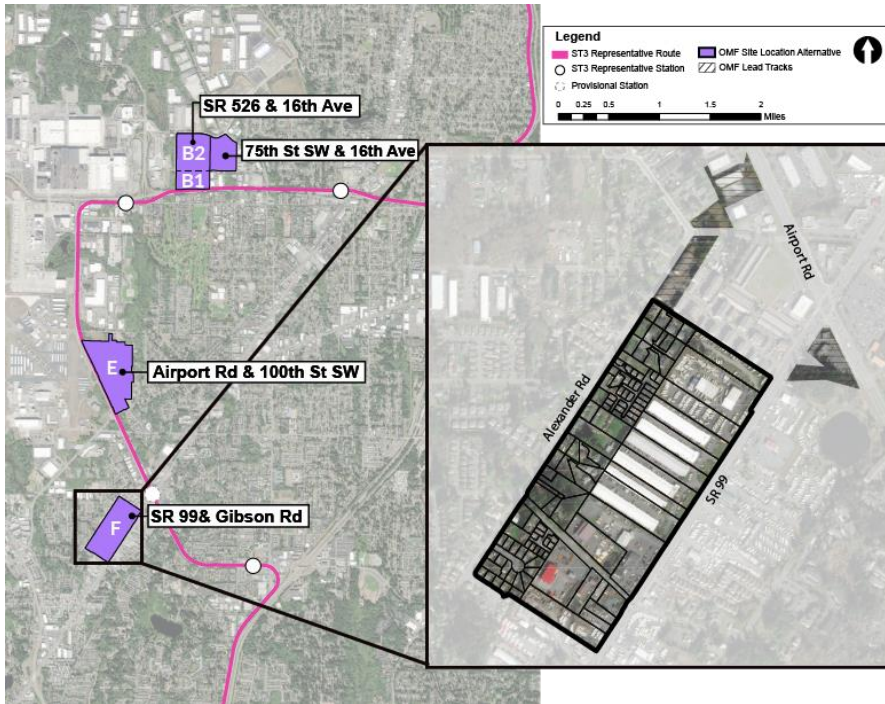 Legend
ST3 Representative Route
ST3 Representative Station
Provisional Station
OMF Site Location Alternative
OMF Lead Tracks
0 0.25 0.5 1 1.5 2
Miles
SR 526 & 16th Ave
B2
75th St SW & 16th Ave
B1
E
Airport Rd & 100th St SW
F
SR 99& Gibson Rd
Airport Rd
Alexander Rd
SR 99